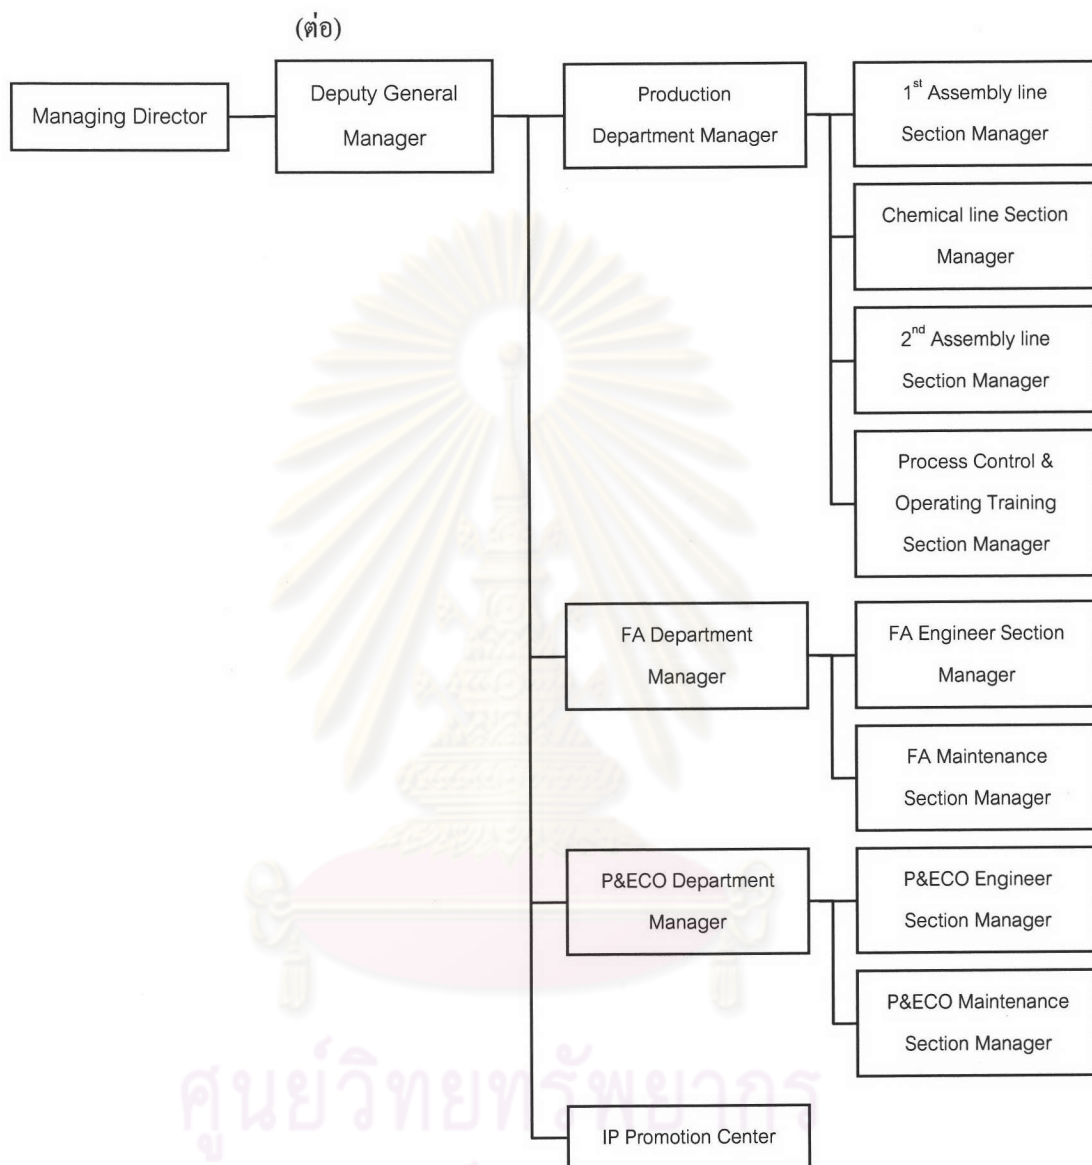 (ต่อ)
Managing Director
Deputy General
Manager
Production
Department Manager
1st Assembly line
Section Manager
Chemical line Section
Manager
2nd Assembly line
Section Manager
Process Control &
Operating Training
Section Manager
FA Department
Manager
FA Engineer Section
Manager
FA Maintenance
Section Manager
P&ECO Department
Manager
P&ECO Engineer
Section Manager
P&ECO Maintenance
Section Manager
IP Promotion Center
ศูนย์วิทยทรัพยากร